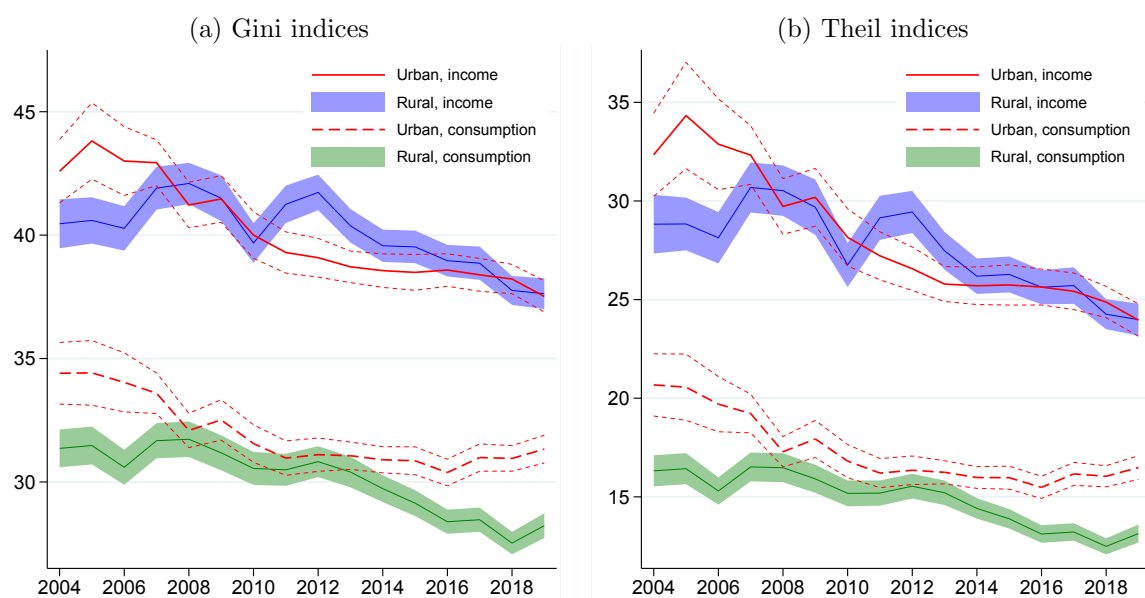 (a) Gini indices
Urban, income
Rural, income
Urban, consumption
Rural, consumption
45
40
35
30
2004 2006 2008 2010 2012 2014 2016 2018
(b) Theil indices
Urban, income
Rural, income
Urban, consumption
Rural, consumption
35
30
25
20
15
2004 2006 2008 2010 2012 2014 2016 2018